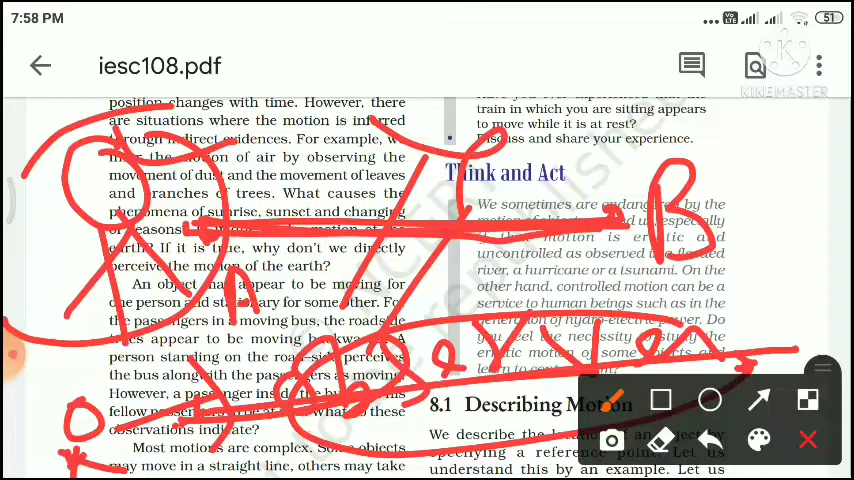 7:58 PM
51
iesc108.pdf
KINEMASTER
position changes with time. However, there
are situations where the motion is inferred
through indirect evidences. For example, we
infer the motion of air by observing the
movement of dust and the movement of leaves
and branches of trees. What causes the
phenomena of sunrise, sunset and changing
of seasons?
earth? If it is true, why don't we directly
perceive the motion of the earth?
An object may appear to be moving for
one person and stationary for some other. For
the passengers in a moving bus, the roadside
trees appear to be moving backwards. A
person standing on the road-side perceives
the bus alongwith the passengers as moving.
However, a passenger inside the bus his
fellow passengers to be at What do these
observations indicate?
Most motions are complex. Some objects
may move in a straight line, others may take
train in which you are sitting appears
to move while it is at rest?
Discuss and share your experience.
Think and Act
We sometimes are endangered by the
motion of objects especially
if that motion is erratic and
uncontrolled as observed in a flooded
river, a hurricane or a tsunami. On the
other hand, controlled motion can be a
service to human beings such as in the
generation of hydro-electric power. Do
you feel the necessity to study the
erratic motion of some objects and
learn to control
8.1 Describing Motion
We describe the location of an object by
specifying a reference point. Let us
understand this by an example. Let us
B
A
O